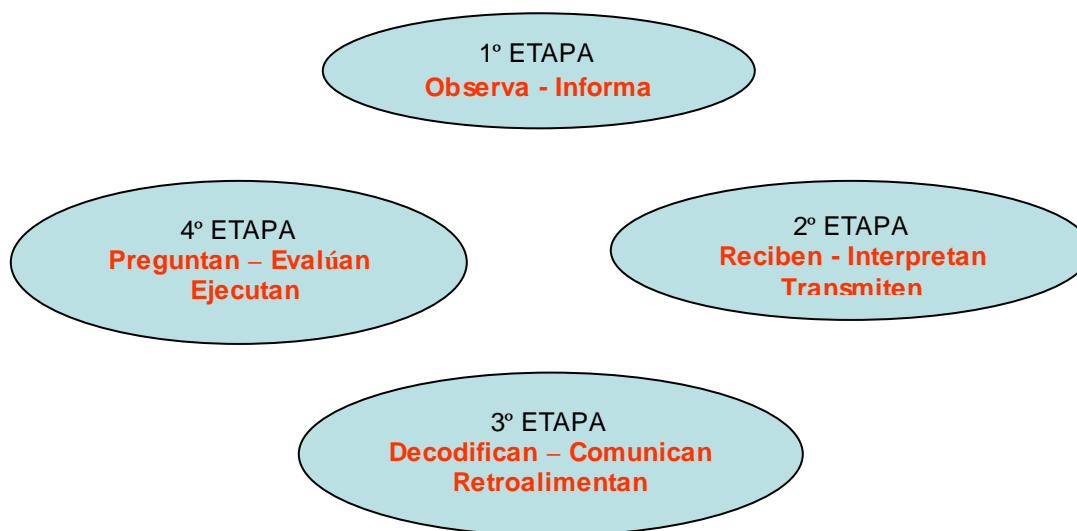 1º ETAPA
Observa - Informa
4º ETAPA
Preguntan – Evalúan
Ejecutan
2º ETAPA
Reciben - Interpretan
Transmiten
3º ETAPA
Decodifican – Comunican
Retroalimentan